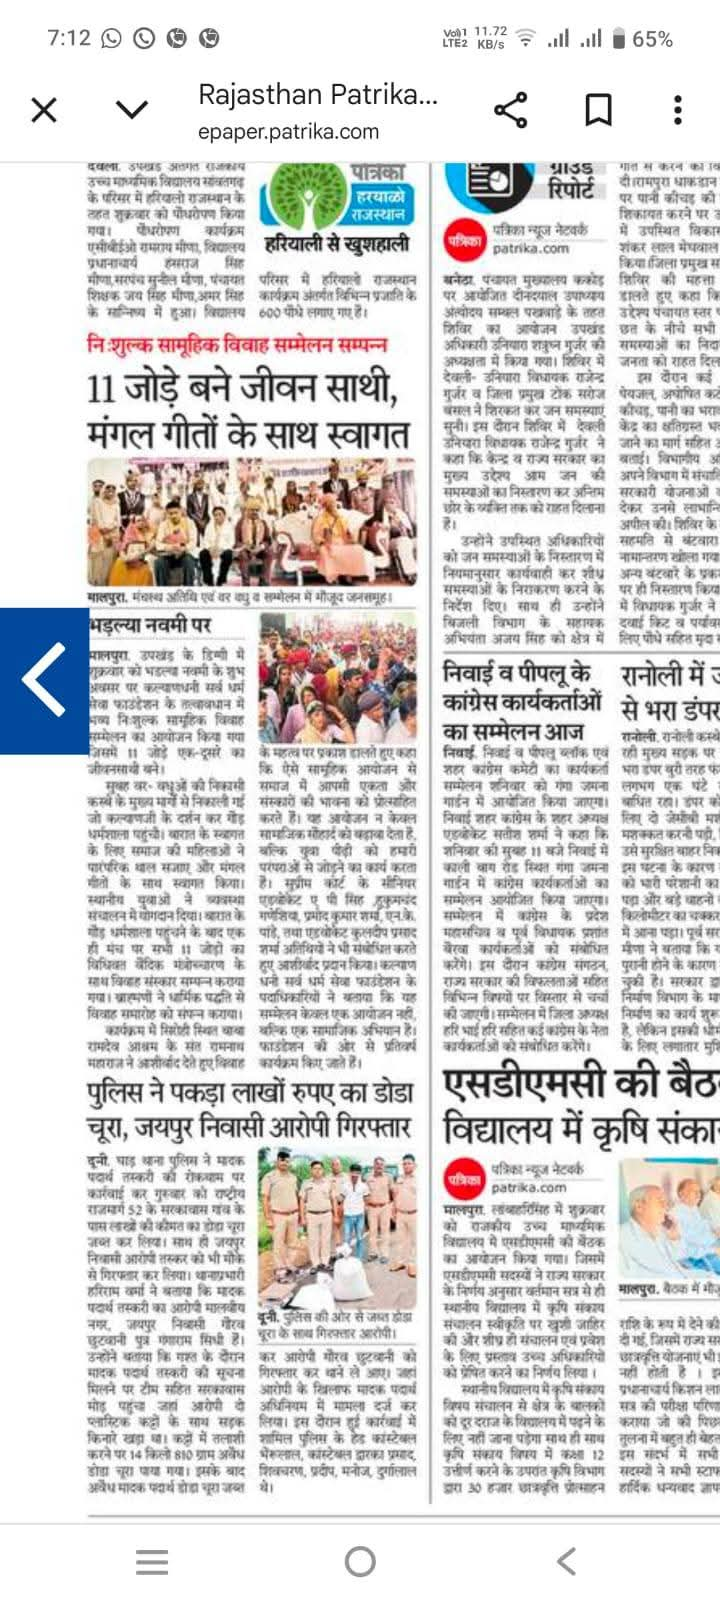 7:12
Vo)) 1 LTE2
11.72 KB/s
65%
Rajasthan Patrika...
epaper.patrika.com
देवली. उपखंड अंतर्गत राजकीय
उच्च माध्यमिक विद्यालय सांवतगढ़
के परिसर में हरियालो राजस्थान के
तहत शुक्रवार को पौधरोपण किया
गया। पौधरोपण कार्यक्रम
एसीबीईओ रामराय मीणा, विद्यालय
प्रधानाचार्य हंसराज सिंह
मीणा,सरपंच सुनील मीणा, पंचायत
शिक्षक जय सिंह मीणा,अमर सिंह
के सान्निध्य में हुआ। विद्यालय
पत्रिका
हरयाळो
राजस्थान
हरियाली से खुशहाली
परिसर में हरियालो राजस्थान
कार्यक्रम अंतर्गत विभिन्न प्रजाति के
600 पौधे लगाए गए हैं।
नि:शुल्क सामूहिक विवाह सम्मेलन सम्पन्न
11 जोड़े बने जीवन साथी,
मंगल गीतों के साथ स्वागत
मालपुरा. मंचस्थ अतिथि एवं वर वधु व सम्मेलन में मौजूद जनसमूह।
भड़ल्या नवमी पर
मालपुरा. उपखंड के डिग्गी में
शुक्रवार को भडल्या नवमी के शुभ
अवसर पर कल्याणधनी सर्व धर्म
सेवा फाउंडेशन के तत्वावधान में
भव्य निःशुल्क सामूहिक विवाह
सम्मेलन का आयोजन किया गया
जिसमें 11 जोड़े एक-दूसरे के
जीवनसाथी बने।
सुबह वर- वधुओं की निकासी
कस्बे के मुख्य मार्गों से निकाली गई
जो कल्याणजी के दर्शन कर गौड़
धर्मशाला पहुंची। बारात के स्वागत
के लिए समाज की महिलाओं ने
पारंपरिक थाल सजाए और मंगल
गीतों के साथ स्वागत किया।
स्थानीय युवाओं ने व्यवस्था
संचालन में योगदान दिया। बारात के
गौड़ धर्मशाला पहुंचने के बाद एक
ही मंच पर सभी 11 जोड़ों का
विधिवत वैदिक मंत्रोच्चारण के
साथ विवाह संस्कार सम्पन्न कराया
गया। ब्राह्मणों ने धार्मिक पद्धति से
विवाह समारोह को संपन्न कराया।
कार्यक्रम में सिरोही स्थित बाबा
रामदेव आश्रम के संत रामनाथ
महाराज ने आशीर्वाद देते हुए विवाह
के महत्व पर प्रकाश डालते हुए कहा
कि ऐसे सामूहिक आयोजन से
समाज में आपसी एकता और
संस्कारों की भावना को प्रोत्साहित
करते हैं। यह आयोजन न केवल
सामाजिक सौहार्द को बढ़ावा देता है,
बल्कि युवा पीढ़ी को हमारी
परंपराओं से जोड़ने का कार्य करता
है। सुप्रीम कोर्ट के सीनियर
एडवोकेट ए पी सिंह ,हुकुमचंद
गणेशिया, प्रमोद कुमार शर्मा, एन.के.
पांडे, तथा एडवोकेट कुलदीप प्रसाद
शर्मा अतिथियों ने भी संबोधित करते
हुए आशीर्वाद प्रदान किया। कल्याण
धनी सर्व धर्म सेवा फाउंडेशन के
पदाधिकारियों ने बताया कि यह
सम्मेलन केवल एक आयोजन नहीं,
बल्कि एक सामाजिक अभियान है।
फाउंडेशन की ओर से प्रतिवर्ष
कार्यक्रम किए जाते हैं।
पुलिस ने पकड़ा लाखों रुपए का डोडा
चूरा, जयपुर निवासी आरोपी गिरफ्तार
दूनी. घाड़ थाना पुलिस ने मादक
पदार्थ तस्करी की रोकथाम पर
कार्रवाई कर गुरुवार को राष्ट्रीय
राजमार्ग 52 के सरकावास गांव के
पास लाखों की कीमत का डोडा चूरा
जब्त कर लिया। साथ ही जयपुर
निवासी आरोपी तस्कर को भी मौके
से गिरफ्तार कर लिया। थानाप्रभारी
हरिराम वर्मा ने बताया कि मादक
पदार्थ तस्करी का आरोपी मालवीय
नगर, जयपुर निवासी गौरव
छुटवानी पुत्र गंगाराम सिंधी है।
उन्होंने बताया कि गश्त के दौरान
मादक पदार्थ तस्करी की सूचना
मिलने पर टीम सहित सरकावास
मोड़ पहुंचा जहां आरोपी दो
प्लास्टिक कट्टों के साथ सड़क
किनारे खड़ा था। कट्टों में तलाशी
करने पर 14 किलो 810 ग्राम अवैध
डोडा चूरा पाया गया। इसके बाद
अवैध मादक पदार्थ डोडा चूरा जब्त
दूनी. पुलिस की ओर से जब्त डोडा
चूरा के साथ गिरफ्तार आरोपी।
कर आरोपी गौरव छुटवानी को
गिरफ्तार कर थाने ले आए। जहां
आरोपी के खिलाफ मादक पदार्थ
अधिनियम में मामला दर्ज कर
लिया। इस दौरान हुई कार्रवाई में
शामिल पुलिस के हैड कांस्टेबल
भेंरूलाल, कांस्टेबल द्वारका प्रसाद,
शिवचरण, प्रदीप, मनोज, दुर्गालाल
थे।
ग्राउंड
रिपोर्ट
पत्रिका
पत्रिका न्यूज नेटवर्क
patrika.com
बनेठा. पंचायत मुख्यालय ककोड़
पर आयोजित दीनदयाल उपाध्याय
अंत्योदय सम्बल पखवाड़े के तहत
शिविर का आयोजन उपखंड
अधिकारी उनियारा शत्रुघ्न गुर्जर की
अध्यक्षता में किया गया। शिविर में
देवली- उनियारा विधायक राजेन्द्र
गुर्जर व जिला प्रमुख टोंक सरोज
बंसल ने शिरकत कर जन समस्याएं
सुनी। इस दौरान शिविर में देवली
उनियारा विधायक राजेन्द्र गुर्जर ने
कहा कि केन्द्र व राज्य सरकार का
मुख्य उद्देश्य आम जन की
समस्याओं का निस्तारण कर अन्तिम
छोर के व्यक्ति तक को राहत दिलाना
है।
उन्होंने उपस्थित अधिकारियों
को जन समस्याओं के निस्तारण में
नियमानुसार कार्यवाही कर शीघ्र
समस्याओं के निराकरण करने के
निर्देश दिए। साथ ही उन्होंने
बिजली विभाग के सहायक
अभियंता अजय सिंह को क्षेत्र में
दी।रामपुरा धाकड़ान
पर पानी कीचड़ की
शिकायत करने पर उ
में उपस्थित विकास
शंकर लाल मेघवाल
किया।जिला प्रमुख स
शिविर की महत्ता
डालते हुए कहा कि
उद्देश्य पंचायत स्तर प
छत के नीचे सभी
समस्याओं का निदा
जनता को राहत दिल
इस दौरान कई
पेयजल, अघोषित कट
कीचड़, पानी का भरा
केंद्र का क्षतिग्रस्त भव
जाने का मार्ग सहित अ
बताई। विभागीय अ
अपने विभाग में संचालि
सरकारी योजनाओं क
देकर उनसे लाभान्वि
अपील की। शिविर के
सहमति से बंटवारा
नामान्तरण खोला गया
अन्य बंटवारे के प्रक
पर ही निस्तारण किया
में विधायक गुर्जर ने
दवाई किट व पर्याव
लिए पौधे सहित मृदा स
निवाई व पीपलू के
कांग्रेस कार्यकर्ताओं
का सम्मेलन आज
निवाई. निवाई व पीपलू ब्लॉक एवं
शहर कांग्रेस कमेटी का कार्यकर्ता
सम्मेलन शनिवार को गंगा जमना
गार्डन में आयोजित किया जाएगा।
निवाई शहर कांग्रेस के शहर अध्यक्ष
एडवोकेट सतीश शर्मा ने कहा कि
शनिवार की सुबह 11 बजे निवाई में
काली बाग रोड स्थित गंगा जमना
गार्डन में कांग्रेस कार्यकर्ताओं का
सम्मेलन आयोजित किया जाएगा।
सम्मेलन में कांग्रेस के प्रदेश
महासचिव व पूर्व विधायक प्रशांत
बैरवा कार्यकर्ताओं को संबोधित
करेंगे। इस दौरान कांग्रेस संगठन,
राज्य सरकार की विफलताओं सहित
विभिन्न विषयों पर विस्तार से चर्चा
की जाएगी। सम्मेलन में जिला अध्यक्ष
हरि भाई हरि सहित कई कांग्रेस के नेता
कार्यकर्ताओं को संबोधित करेंगे।
रानोली में
से भरा डंपर
रानोली. रानोली कस्बे
रही मुख्य सड़क पर
भरा डंपर बुरी तरह फं
लगभग एक घंटे
बाधित रहा। डंपर को
लिए दो जेसीबी मश
मशक्कत करनी पड़ी,
उसे सुरक्षित बाहर निक
इस घटना के कारण
को भारी परेशानी का
पड़ा और बड़े वाहनों
किलोमीटर का चक्कर
में आना पड़ा। पूर्व सर
मीणा ने बताया कि
पुरानी होने के कारण
चुकी है। सरकार द्वा
निर्माण विभाग के मा
निर्माण का कार्य शुरू
है, लेकिन इसकी धीम
के लिए लगातार मुश्
एसडीएमसी की बैठ
विद्यालय में कृषि संका
पत्रिका
पत्रिका न्यूज नेटवर्क
patrika.com
मालपुरा. लांबाहरिसिंह में शुक्रवार
को राजकीय उच्च माध्यमिक
विद्यालय में एसडीएमसी की बैठक
का आयोजन किया गया। जिसमें
एसडीएमसी सदस्यों ने राज्य सरकार
के निर्णय अनुसार वर्तमान सत्र से ही
स्थानीय विद्यालय में कृषि संकाय
संचालन स्वीकृति पर खुशी जाहिर
की और शीघ्र ही संचालन एवं प्रवेश
के लिए प्रस्ताव उच्च अधिकारियों
को प्रेषित करने का निर्णय लिया।
स्थानीय विद्यालय में कृषि संकाय
विषय संचालन से क्षेत्र के बालकों
को दूर दराज के विद्यालय में पढ़ने के
लिए नहीं जाना पड़ेगा साथ ही साथ
कृषि संकाय विषय में कक्षा 12
उत्तीर्ण करने के उपरांत कृषि विभाग
द्वारा 30 हजार छात्रवृत्ति प्रोत्साहन
मालपुरा. बैठक में मौजू
राशि के रूप में देने की
दी गई, जिसमें राज्य सर
छात्रवृत्ति योजनाएं भी
नहीं होती है । इ
प्रधानाचार्य किशन ला
सत्र की परीक्षा परिणा
कराया जो की पिछ
तुलना में बहुत ही बेहत
इस संदर्भ में सभी
सदस्यों ने सभी स्टाफ
हार्दिक धन्यवाद ज्ञाप